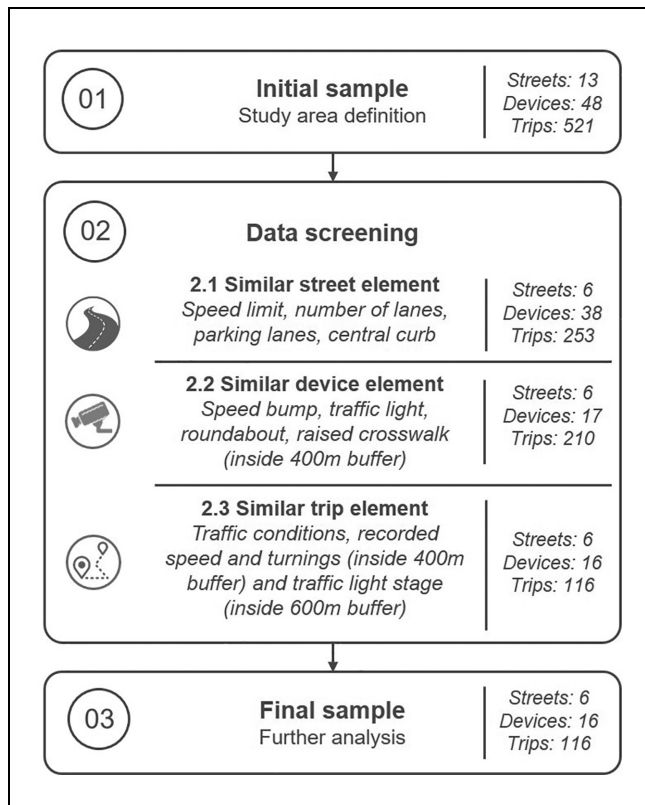 01
Initial sample
Study area definition
Streets: 13
Devices: 48
Trips: 521
02
Data screening
2.1 Similar street element
Speed limit, number of lanes,
parking lanes, central curb
Streets: 6
Devices: 38
Trips: 253
2.2 Similar device element
Speed bump, traffic light,
roundabout, raised crosswalk
(inside 400m buffer)
Streets: 6
Devices: 17
Trips: 210
2.3 Similar trip element
Traffic conditions, recorded
speed and turnings (inside 400m
buffer) and traffic light stage
(inside 600m buffer)
Streets: 6
Devices: 16
Trips: 116
03
Final sample
Further analysis
Streets: 6
Devices: 16
Trips: 116